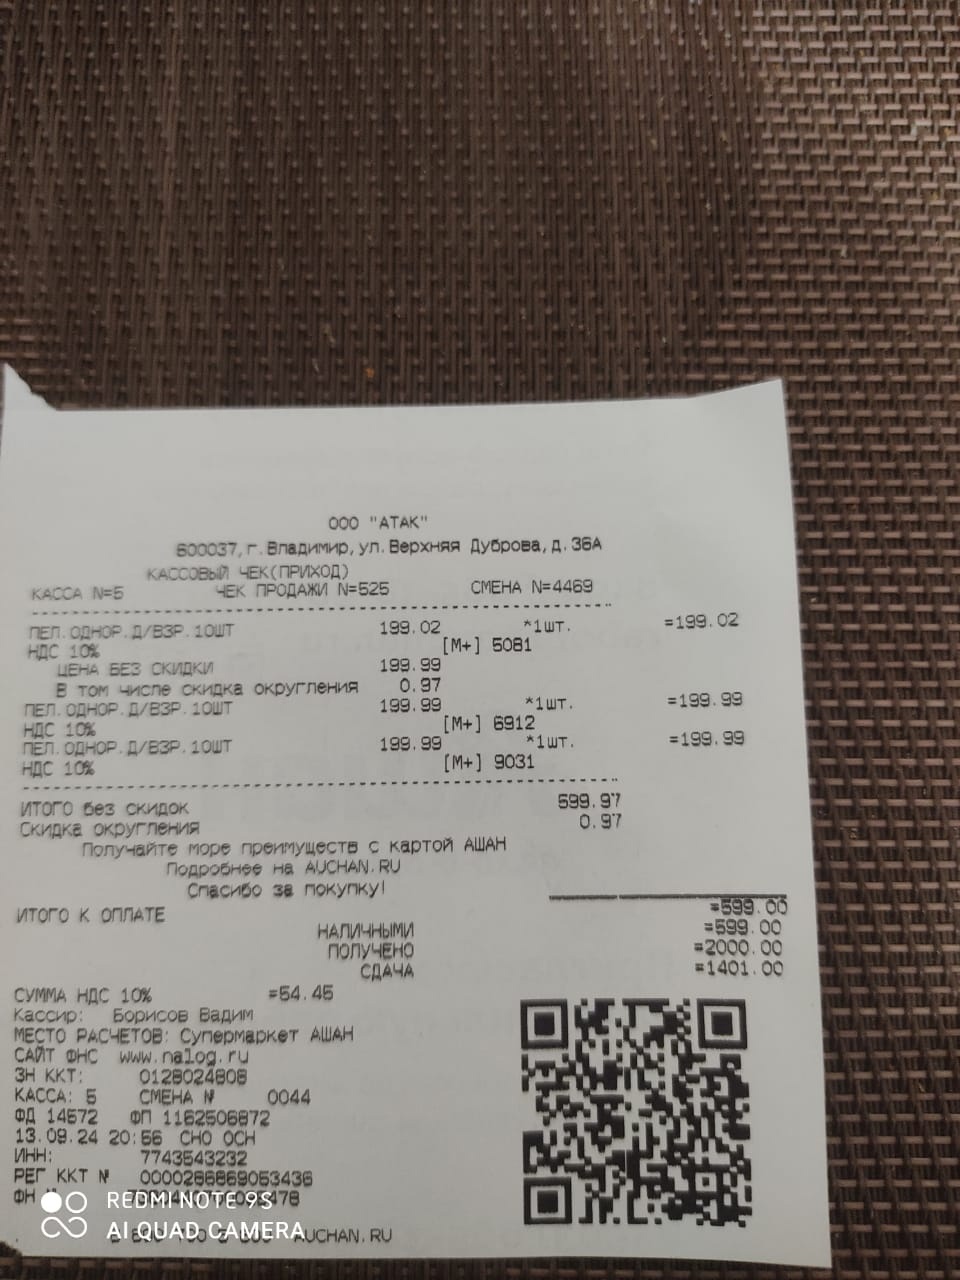 ООО "АТАК"
600037, г. Владимир, ул. Верхняя Дуброва, д. 36А
КАССОВЫЙ ЧЕК(ПРИХОД)
КАССА N=5 ЧЕК ПРОДАЖИ N=525 СМЕНА N=4469
ПЕЛ.ОДНОР.Д/ВЗР.10ШТ 199.02 *1шт. =199.02
НДС 10% [М+] 5081
ЦЕНА БЕЗ СКИДКИ 199.99
В том числе скидка округления 0.97
ПЕЛ.ОДНОР.Д/ВЗР.10ШТ 199.99 *1шт. =199.99
НДС 10% [М+] 6912
ПЕЛ.ОДНОР.Д/ВЗР.10ШТ 199.99 *1шт. =199.99
НДС 10% [М+] 9031
ИТОГО без скидок 599.97
Скидка округления 0.97
Получайте море преимуществ с картой АШАН
Подробнее на AUCHAN.RU
Спасибо за покупку!
ИТОГО К ОПЛАТЕ =599.00
НАЛИЧНЫМИ =599.00
ПОЛУЧЕНО =2000.00
СДАЧА =1401.00
СУММА НДС 10% =54.45
Кассир: Борисов Вадим
МЕСТО РАСЧЕТОВ: Супермаркет АШАН
САЙТ ФНС www.nalog.ru
ЗН ККТ: 0128024808
КАССА: 5 СМЕНА № 0044
ФД 14572 ФП 1162506872
13.09.24 20:56 СНО ОСН
ИНН: 7743543232
РЕГ ККТ № 0000286869053436
ФН
REDMI NOTE 9S
AI QUAD CAMERA
AUCHAN.RU